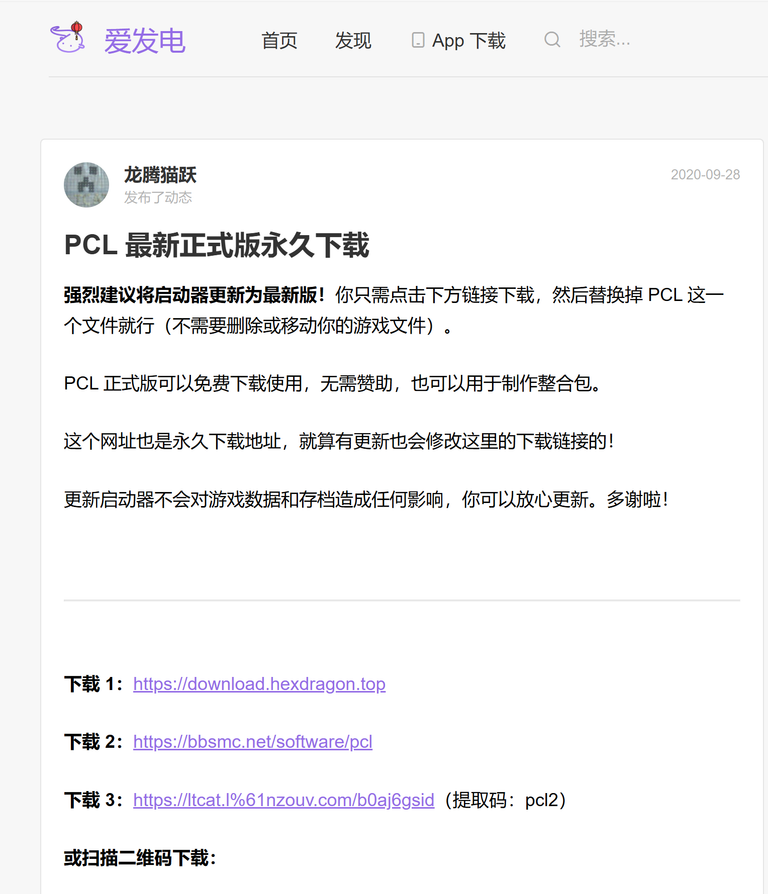 爱发电
首页
发现
App 下载
搜索...
龙腾猫跃
2020-09-28
发布了动态
PCL 最新正式版永久下载
强烈建议将启动器更新为最新版！你只需点击下方链接下载，然后替换掉 PCL 这一
个文件就行（不需要删除或移动你的游戏文件）。
PCL 正式版可以免费下载使用，无需赞助，也可以用于制作整合包。
这个网址也是永久下载地址，就算有更新也会修改这里的下载链接的！
更新启动器不会对游戏数据和存档造成任何影响，你可以放心更新。多谢啦！
下载 1：https://download.hexdragon.top
下载 2：https://bbsmc.net/software/pcl
下载 3：https://ltcat.l%61nzouv.com/b0aj6gsid（提取码：pcl2）
或扫描二维码下载：